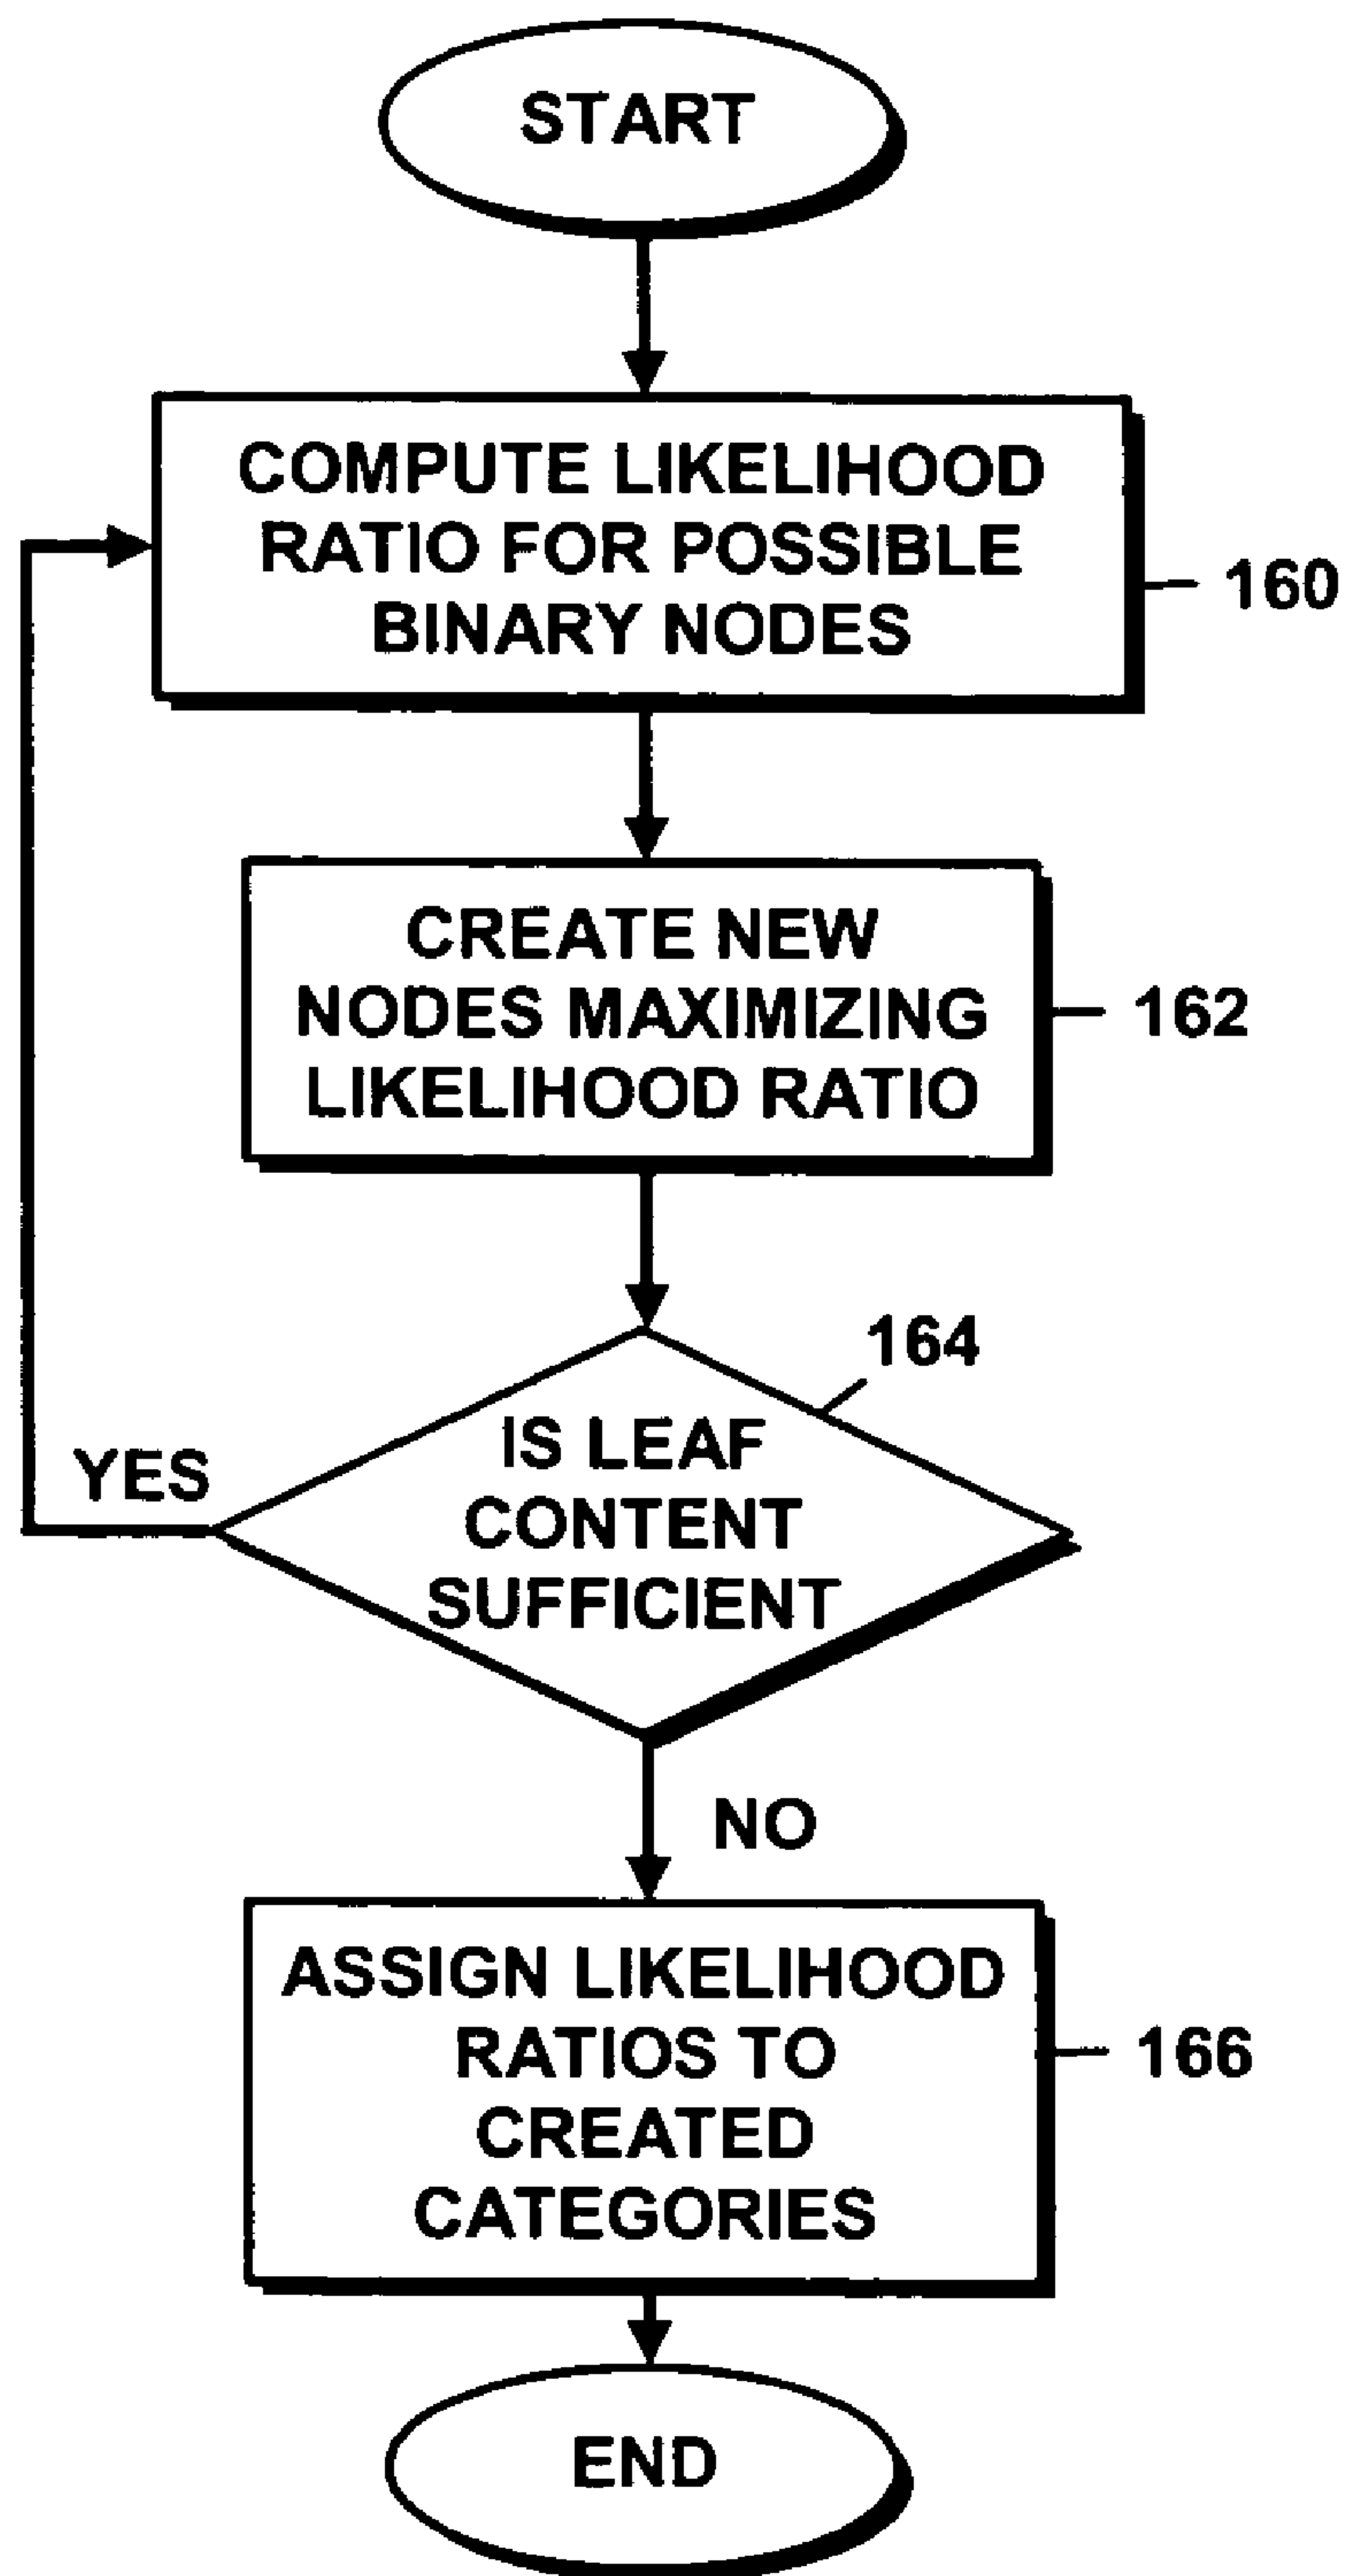 START
COMPUTE LIKELIHOOD
RATIO FOR POSSIBLE
BINARY NODES
160
CREATE NEW
NODES MAXIMIZING
LIKELIHOOD RATIO
162
164
IS LEAF
CONTENT
SUFFICIENT
YES
NO
ASSIGN LIKELIHOOD
RATIOS TO
CREATED
CATEGORIES
166
END